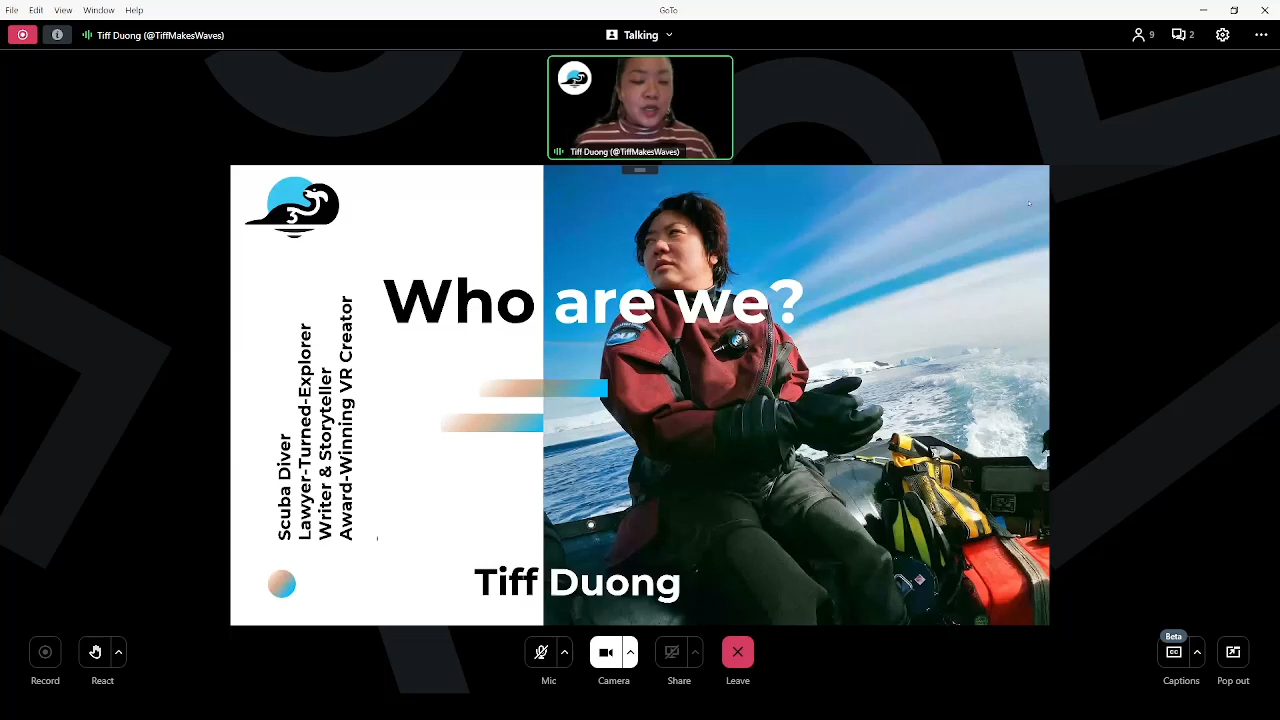 File Edit View Window Help
GoTo
Tiff Duong (@TiffMakesWaves)
Talking
9
2
Tiff Duong (@TiffMakesWaves)
Who are we?
Scuba Diver
Lawyer-Turned-Explorer
Writer & Storyteller
Award-Winning VR Creator
Tiff Duong
Record
React
Mic
Camera
Share
Leave
Beta
CC
Captions
Pop out